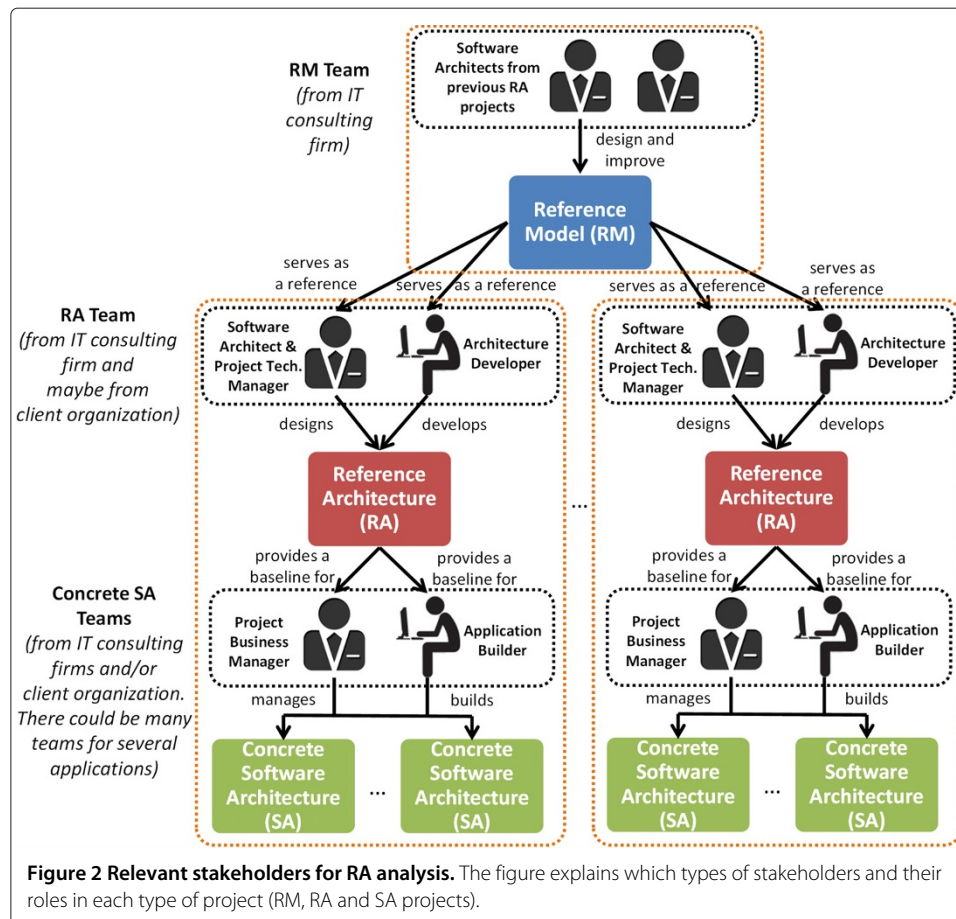 RM Team
(from IT
consulting
firm)
Software
Architects from
previous RA
projects
design and
improve
Reference
Model (RM)
serves as
a reference
serves as a reference
serves as a reference
serves as
a reference
RA Team
(from IT consulting
firm and
maybe from
client organization)
Software
Architect &
Project Tech.
Manager
Architecture
Developer
Software
Architect &
Project Tech.
Manager
Architecture
Developer
designs
develops
designs
develops
Reference
Architecture
(RA)
...
Reference
Architecture
(RA)
provides a
baseline for
provides a
baseline for
provides a
baseline for
provides a
baseline for
Concrete SA
Teams
(from IT consulting
firms and/or
client organization.
There could be many
teams for several
applications)
Project
Business
Manager
Application
Builder
Project
Business
Manager
Application
Builder
manages
builds
manages
builds
Concrete
Software
Architecture
(SA)
...
Concrete
Software
Architecture
(SA)
Concrete
Software
Architecture
(SA)
...
Concrete
Software
Architecture
(SA)
Figure 2 Relevant stakeholders for RA analysis. The figure explains which types of stakeholders and their
roles in each type of project (RM, RA and SA projects).